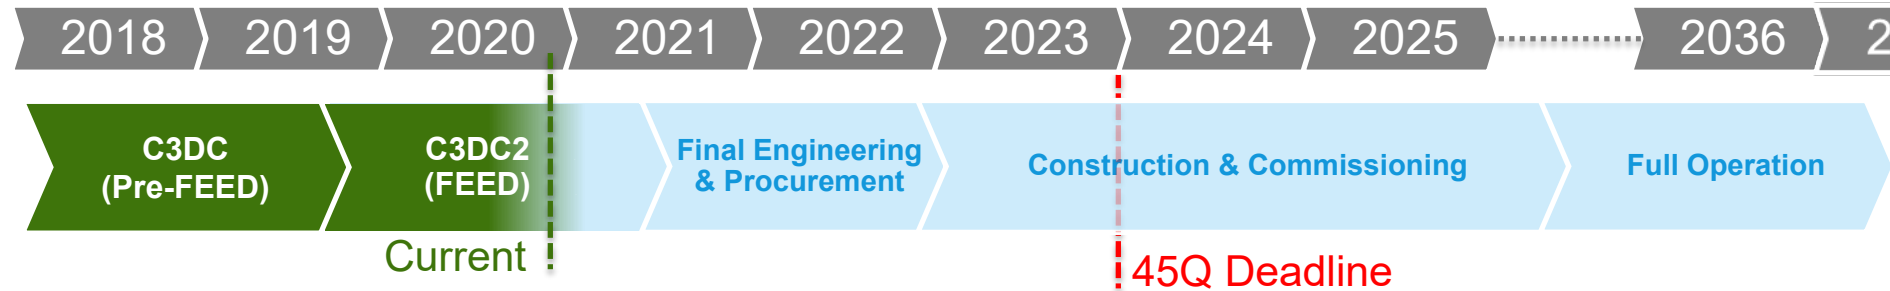 2018 2019 2020 2021 2022 2023 2024 2025 2036
C3DC
(Pre-FEED)
C3DC2
(FEED)
Final Engineering
& Procurement
Construction & Commissioning
Full Operation
Current
45Q Deadline